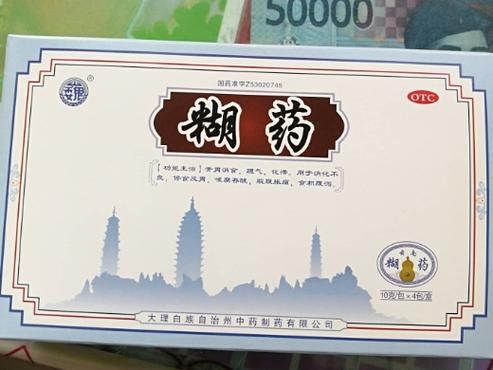 50000
国药准字Z53020745
OTC
糊药
[功能主治] 常胃消食，理气，化滞，用于消化不
良，停食反胃，嗳腐吞酸，脘腹胀痛，食积腹泻。
云南
糊药
10克/包×4包/盒
大理白族自治州中药制药有限公司